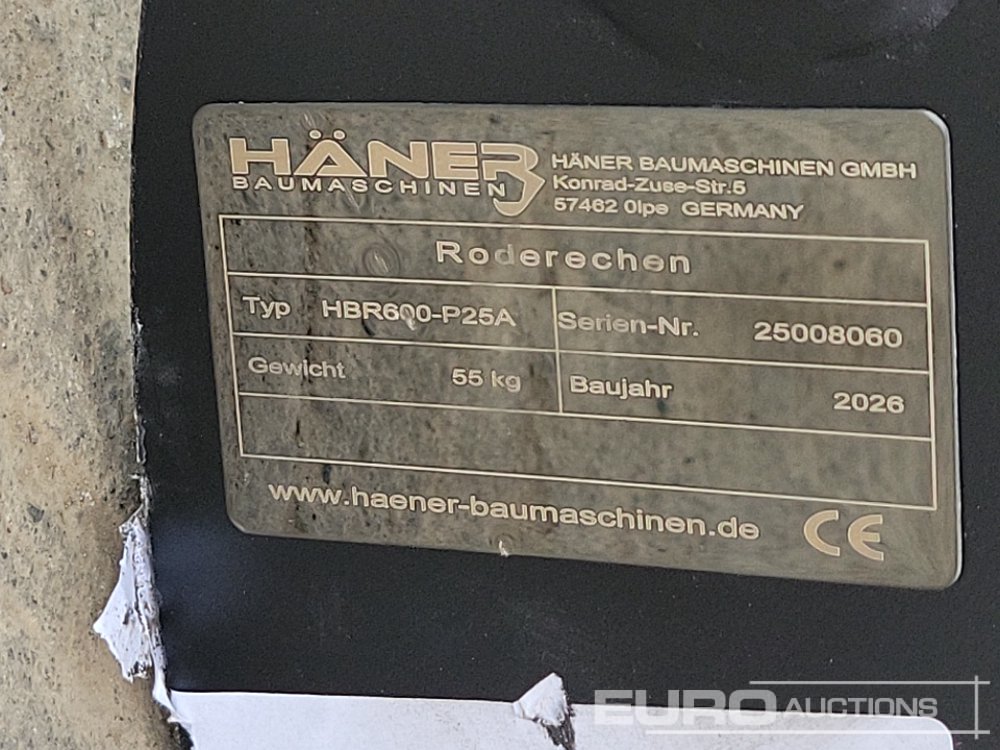 HÄNER
BAUMASCHINEN
HÄNER BAUMASCHINEN GMBH
Konrad-Zuse-Str.5
57462 Olpe GERMANY
Roderechen
Typ HBR600-P25A Serien-Nr. 25008060
Gewicht 55 kg Baujahr 2026
www.haener-baumaschinen.de CE
EURO AUCTIONS